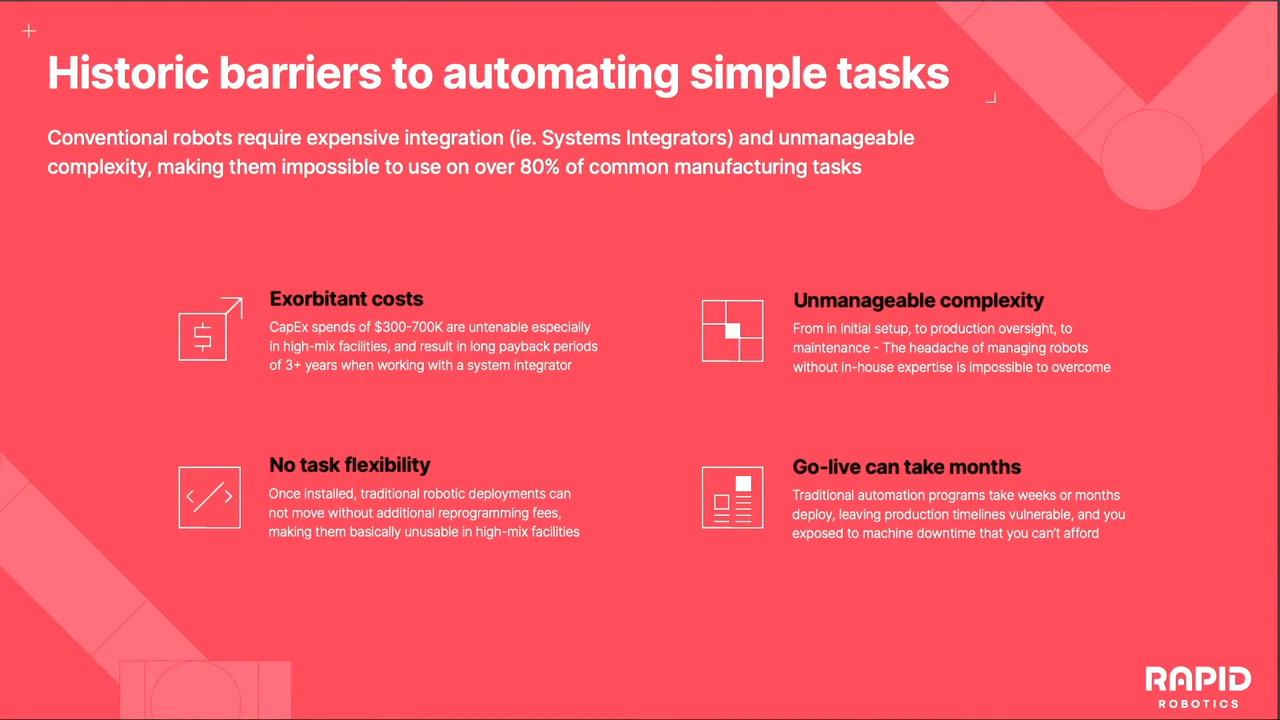 Historic barriers to automating simple tasks
Conventional robots require expensive integration (ie. Systems Integrators) and unmanageable
complexity, making them impossible to use on over 80% of common manufacturing tasks
Exorbitant costs
CapEx spends of $300-700K are untenable especially
in high-mix facilities, and result in long payback periods
of 3+ years when working with a system integrator
Unmanageable complexity
From in initial setup, to production oversight, to
maintenance - The headache of managing robots
without in-house expertise is impossible to overcome
No task flexibility
Once installed, traditional robotic deployments can
not move without additional reprogramming fees,
making them basically unusable in high-mix facilities
Go-live can take months
Traditional automation programs take weeks or months
deploy, leaving production timelines vulnerable, and you
exposed to machine downtime that you can't afford
RAPID
ROBOTICS